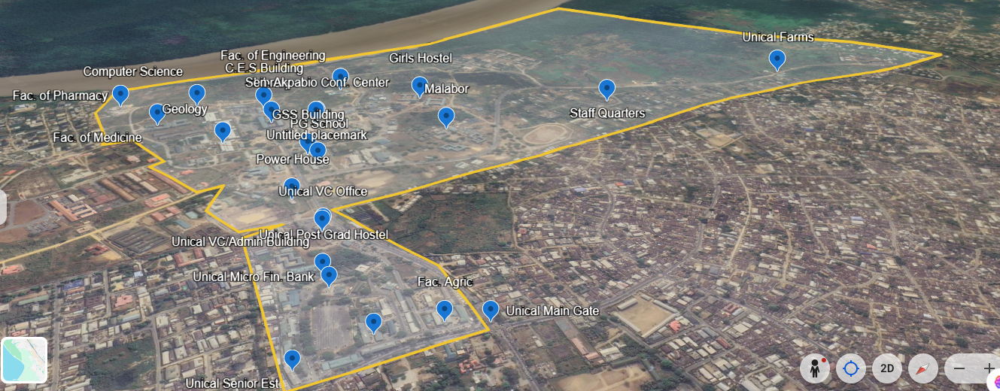 Unical Farms
Fac. of Engineering
Girls Hostel
C.E.S Building
Computer Science
Akpabio Conf. Center
Malabor
Fac. of Pharmacy
Geology
GSS Building
Staff Quarters
PG School
Untitled placemark
Fac. of Medicine
Power House
Unical VC Office
Unical Post Grad Hostel
Unical VC/Admin Building
Unical Micro Fin. Bank
Fac. Agric
Unical Main Gate
Unical Senior Est
2D